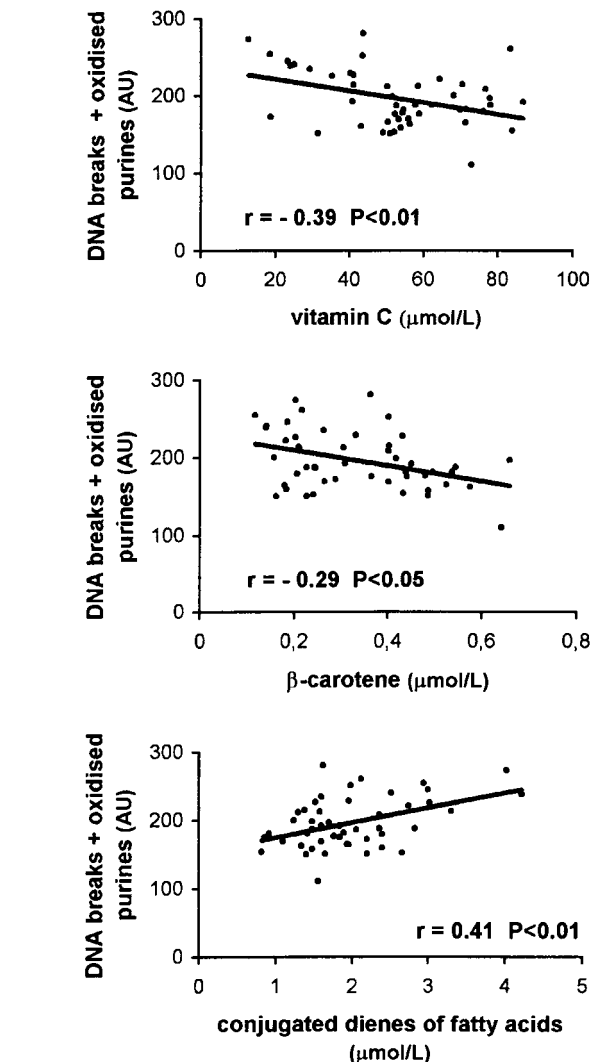 DNA breaks + oxidised
purines (AU)
300
200
100
0
r = - 0.39 P<0.01
0 20 40 60 80 100
vitamin C (μmol/L)
DNA breaks + oxidised
purines (AU)
300
200
100
0
r = - 0.29 P<0.05
0 0,2 0,4 0,6 0,8
β-carotene (μmol/L)
DNA breaks + oxidised
purines (AU)
300
200
100
0
r = 0.41 P<0.01
0 1 2 3 4 5
conjugated dienes of fatty acids
(μmol/L)